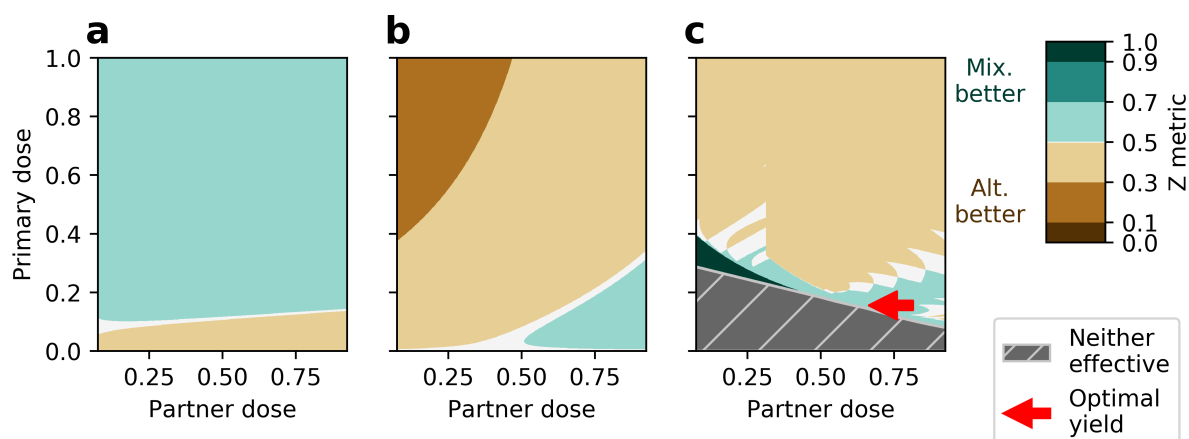 a
b
c
1.0
0.8
0.6
0.4
0.2
0.0
Primary dose
0.25 0.50 0.75
Partner dose
0.25 0.50 0.75
Partner dose
0.25 0.50 0.75
Partner dose
Mix.
better
Alt.
better
1.0
0.9
0.7
0.5
0.3
0.1
0.0
Z metric
Neither
effective
Optimal
yield